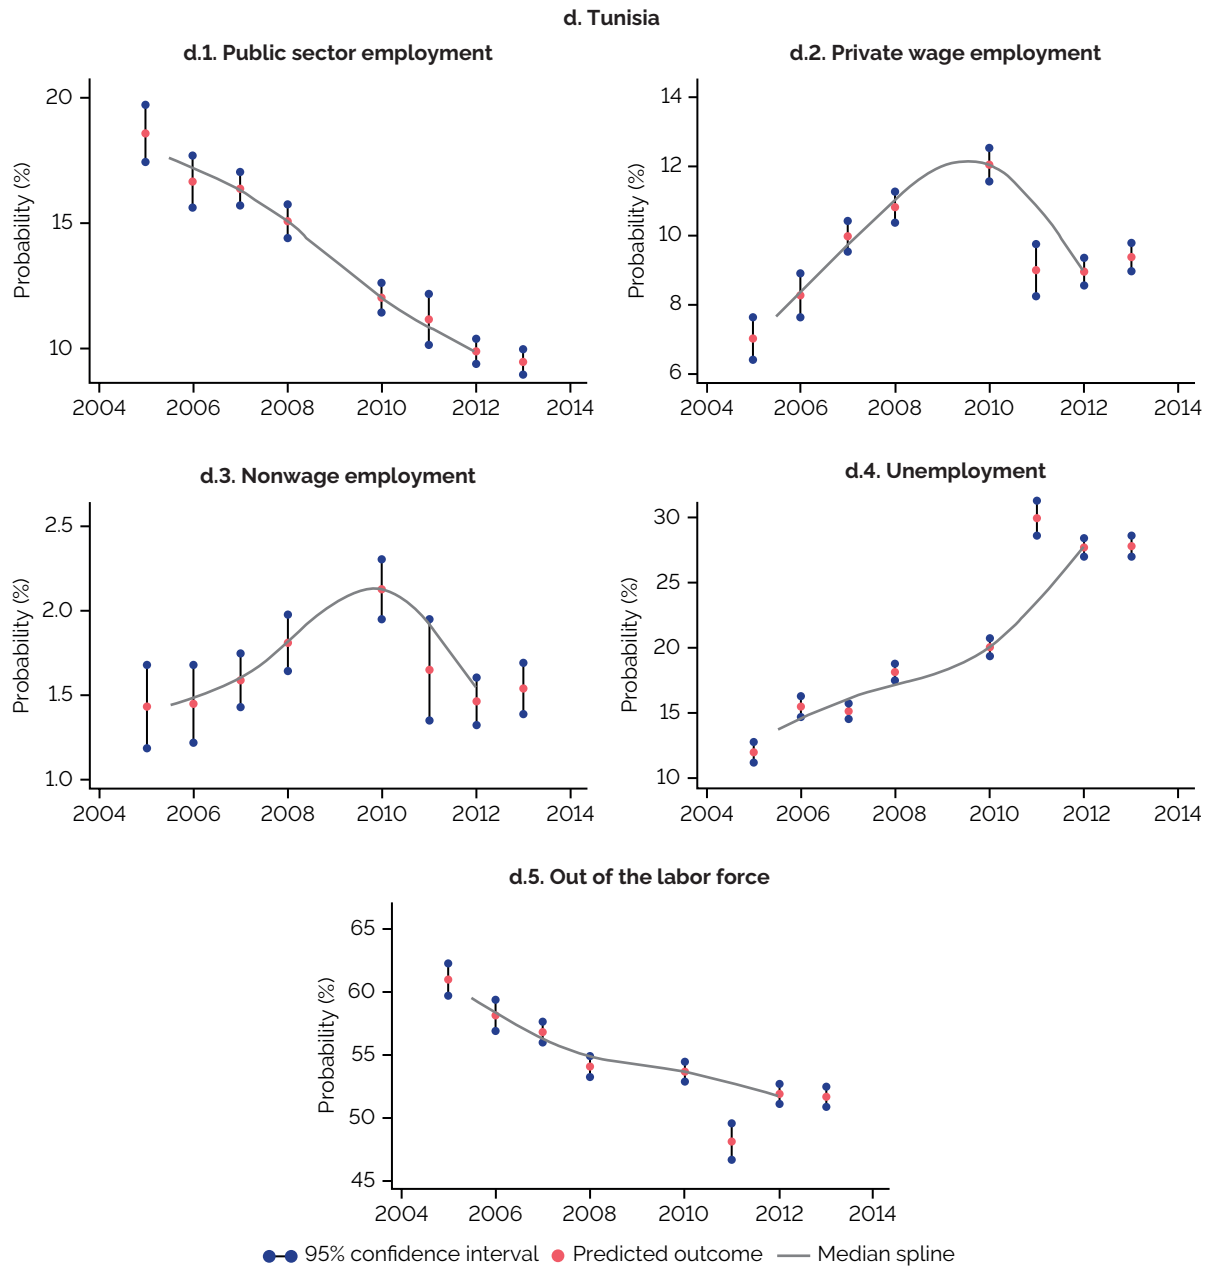 d. Tunisia
d.1. Public sector employment
Probability (%)
20
15
10
2004 2006 2008 2010 2012 2014
d.2. Private wage employment
Probability (%)
14
12
10
8
6
2004 2006 2008 2010 2012 2014
d.3. Nonwage employment
Probability (%)
2.5
2.0
1.5
1.0
2004 2006 2008 2010 2012 2014
d.4. Unemployment
Probability (%)
30
25
20
15
10
2004 2006 2008 2010 2012 2014
d.5. Out of the labor force
Probability (%)
65
60
55
50
45
2004 2006 2008 2010 2012 2014
95% confidence interval Predicted outcome Median spline